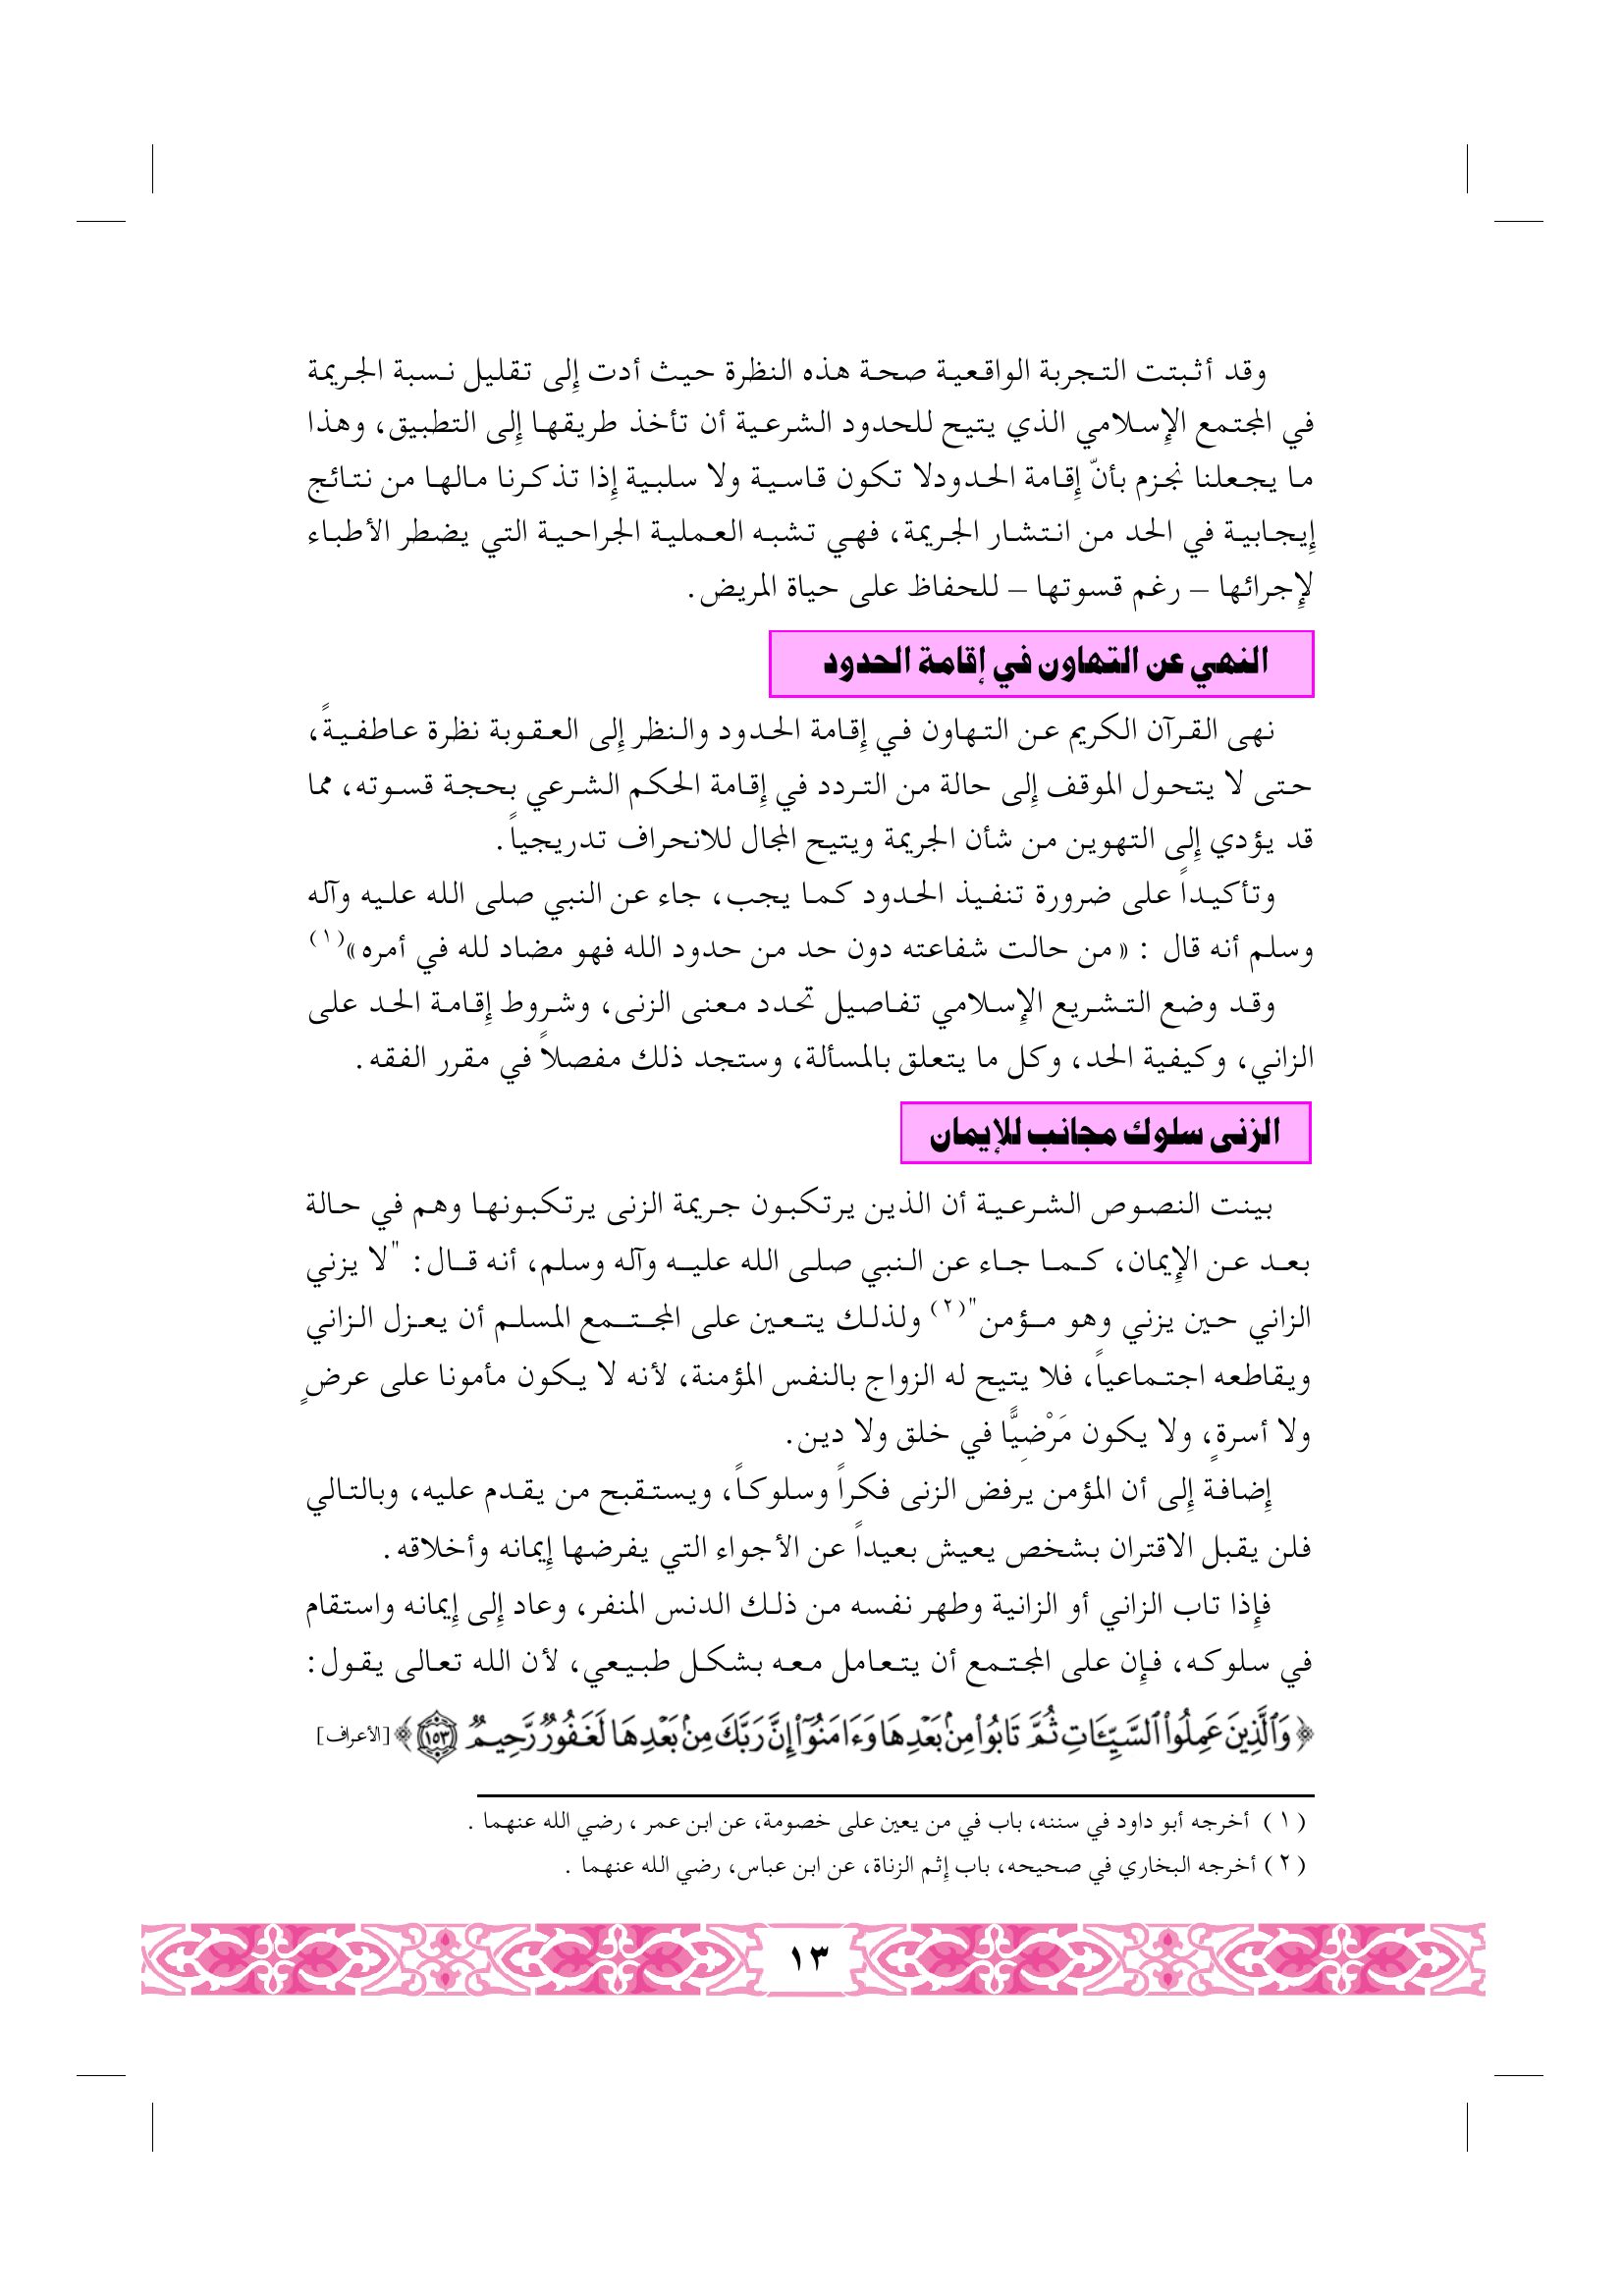 وقد أثبتت التجربة الواقعية صحة هذه النظرة حيث أدت إلى تقليل نسبة الجريمة
في المجتمع الإسلامي الذي يتيح للحدود الشرعية أن تأخذ طريقها إلى التطبيق، وهذا
ما يجعلنا نجزم بأنّ إقامة الحدودلا تكون قاسية ولا سلبية إذا تذكرنا مالها من نتائج
إيجابية في الحد من انتشار الجريمة، فهي تشبه العملية الجراحية التي يضطر الأطباء
لإجرائها – رغم قسوتها – للحفاظ على حياة المريض.
النهي عن التهاون في إقامة الحدود
نهى القرآن الكريم عن التهاون في إقامة الحدود والنظر إلى العقوبة نظرة عاطفيةً،
حتى لا يتحول الموقف إلى حالة من التردد في إقامة الحكم الشرعي بحجة قسوته، مما
قد يؤدي إلى التهوين من شأن الجريمة ويتيح المجال للانحراف تدريجياً.
وتأكيداً على ضرورة تنفيذ الحدود كما يجب، جاء عن النبي صلى الله عليه وآله
وسلم أنه قال : «من حالت شفاعته دون حد من حدود الله فهو مضاد لله في أمره»(١)
وقد وضع التشريع الإسلامي تفاصيل تحدد معنى الزنى، وشروط إقامة الحد على
الزاني، وكيفية الحد، وكل ما يتعلق بالمسألة، وستجد ذلك مفصلاً في مقرر الفقه.
الزنى سلوك مجانب للإيمان
بينت النصوص الشرعية أن الذين يرتكبون جريمة الزنى يرتكبونها وهم في حالة
بعد عن الإيمان، كما جاء عن النبي صلى الله عليه وآله وسلم، أنه قال: "لا يزني
الزاني حين يزني وهو مؤمن"(٢) ولذلك يتعين على المجتمع المسلم أن يعزل الزاني
ويقاطعه اجتماعياً، فلا يتيح له الزواج بالنفس المؤمنة، لأنه لا يكون مأمونا على عرضٍ
ولا أسرةٍ، ولا يكون مَرْضِيًّا في خلق ولا دين.
إضافة إلى أن المؤمن يرفض الزنى فكراً وسلوكاً، ويستقبح من يقدم عليه، وبالتالي
فلن يقبل الاقتران بشخص يعيش بعيداً عن الأجواء التي يفرضها إيمانه وأخلاقه.
فإذا تاب الزاني أو الزانية وطهر نفسه من ذلك الدنس المنفر، وعاد إلى إيمانه واستقام
في سلوكه، فإن على المجتمع أن يتعامل معه بشكل طبيعي، لأن الله تعالى يقول:
﴿وَٱلَّذِينَ عَمِلُوا۟ ٱلسَّيِّـَٔاتِ ثُمَّ تَابُوا۟ مِنۢ بَعْدِهَا وَءَامَنُوٓا۟ إِنَّ رَبَّكَ مِنۢ بَعْدِهَا لَغَفُورٌ رَّحِيمٌ ١٥٣﴾ [الأعراف]
(١) أخرجه أبو داود في سننه، باب في من يعين على خصومة، عن ابن عمر ، رضي الله عنهما .
(٢) أخرجه البخاري في صحيحه، باب إثم الزناة، عن ابن عباس، رضي الله عنهما .
١٣